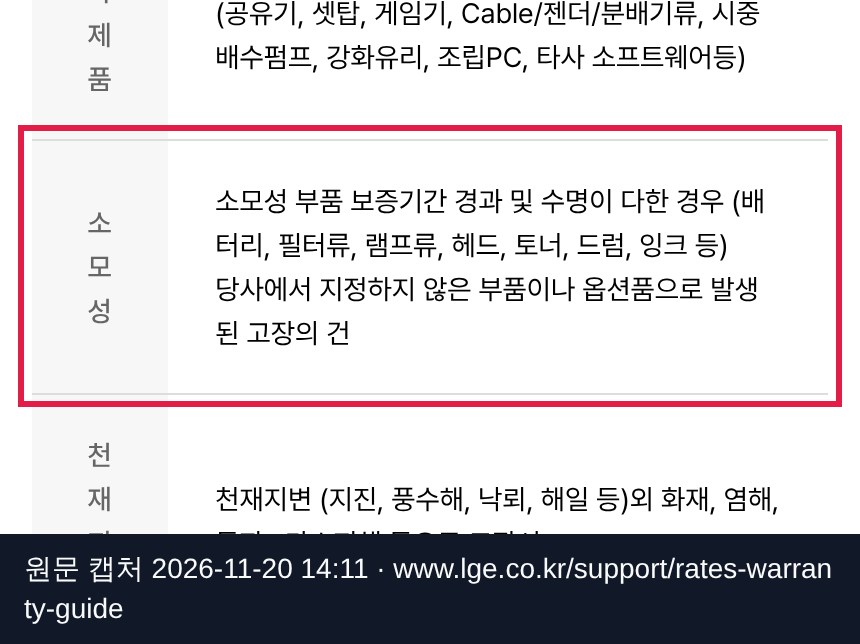 (공유기, 셋탑, 게임기, Cable/젠더/분배기류, 시중
제
배수펌프, 강화유리, 조립PC, 타사 소프트웨어등)
품
소모성 부품 보증기간 경과 및 수명이 다한 경우 (배
소
터리, 필터류, 램프류, 헤드, 토너, 드럼, 잉크 등)
모
당사에서 지정하지 않은 부품이나 옵션품으로 발생
성
된 고장의 건
천
재
천재지변 (지진, 풍수해, 낙뢰, 해일 등)외 화재, 염해,
원문 캡처 2026-11-20 14:11 · www.lge.co.kr/support/rates-warran
ty-guide